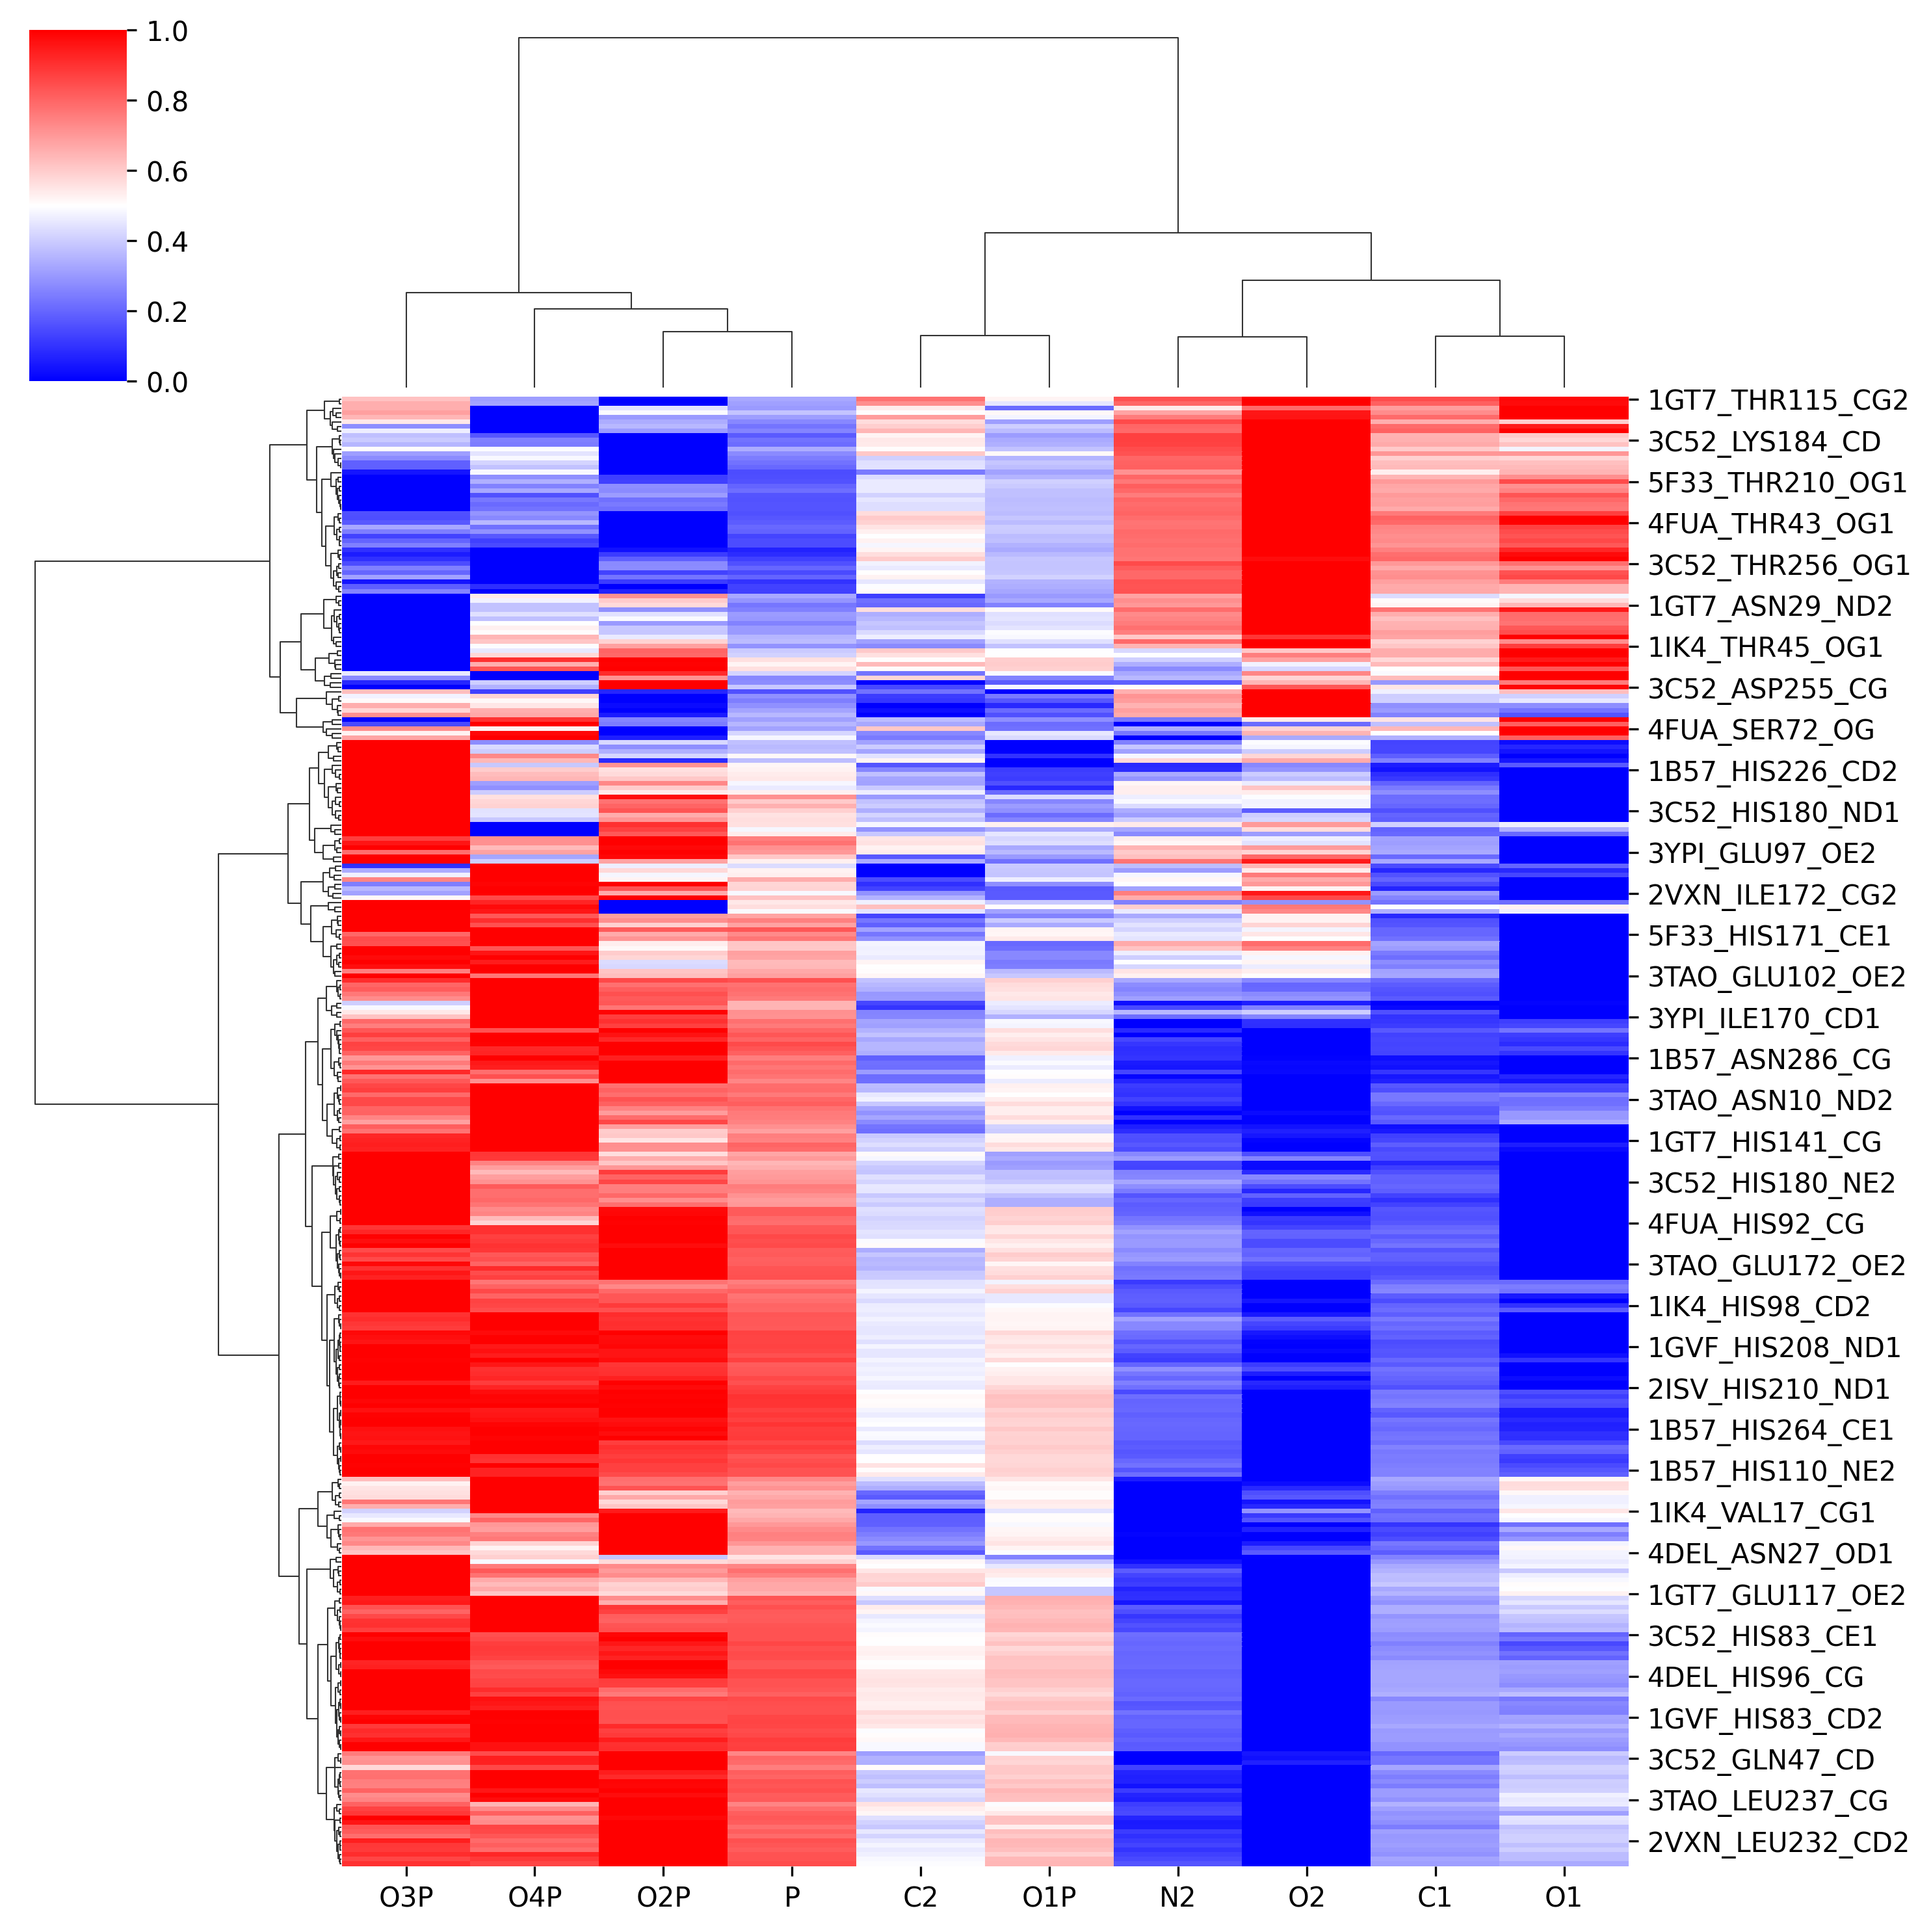 1.0
0.8
0.6
0.4
0.2
0.0
1GT7_THR115_CG2
3C52_LYS184_CD
5F33_THR210_OG1
4FUA_THR43_OG1
3C52_THR256_OG1
1GT7_ASN29_ND2
1IK4_THR45_OG1
3C52_ASP255_CG
4FUA_SER72_OG
1B57_HIS226_CD2
3C52_HIS180_ND1
3YPI_GLU97_OE2
2VXN_ILE172_CG2
5F33_HIS171_CE1
3TAO_GLU102_OE2
3YPI_ILE170_CD1
1B57_ASN286_CG
3TAO_ASN10_ND2
1GT7_HIS141_CG
3C52_HIS180_NE2
4FUA_HIS92_CG
3TAO_GLU172_OE2
1IK4_HIS98_CD2
1GVF_HIS208_ND1
2ISV_HIS210_ND1
1B57_HIS264_CE1
1B57_HIS110_NE2
1IK4_VAL17_CG1
4DEL_ASN27_OD1
1GT7_GLU117_OE2
3C52_HIS83_CE1
4DEL_HIS96_CG
1GVF_HIS83_CD2
3C52_GLN47_CD
3TAO_LEU237_CG
2VXN_LEU232_CD2
O3P O4P O2P P C2 O1P N2 O2 C1 O1